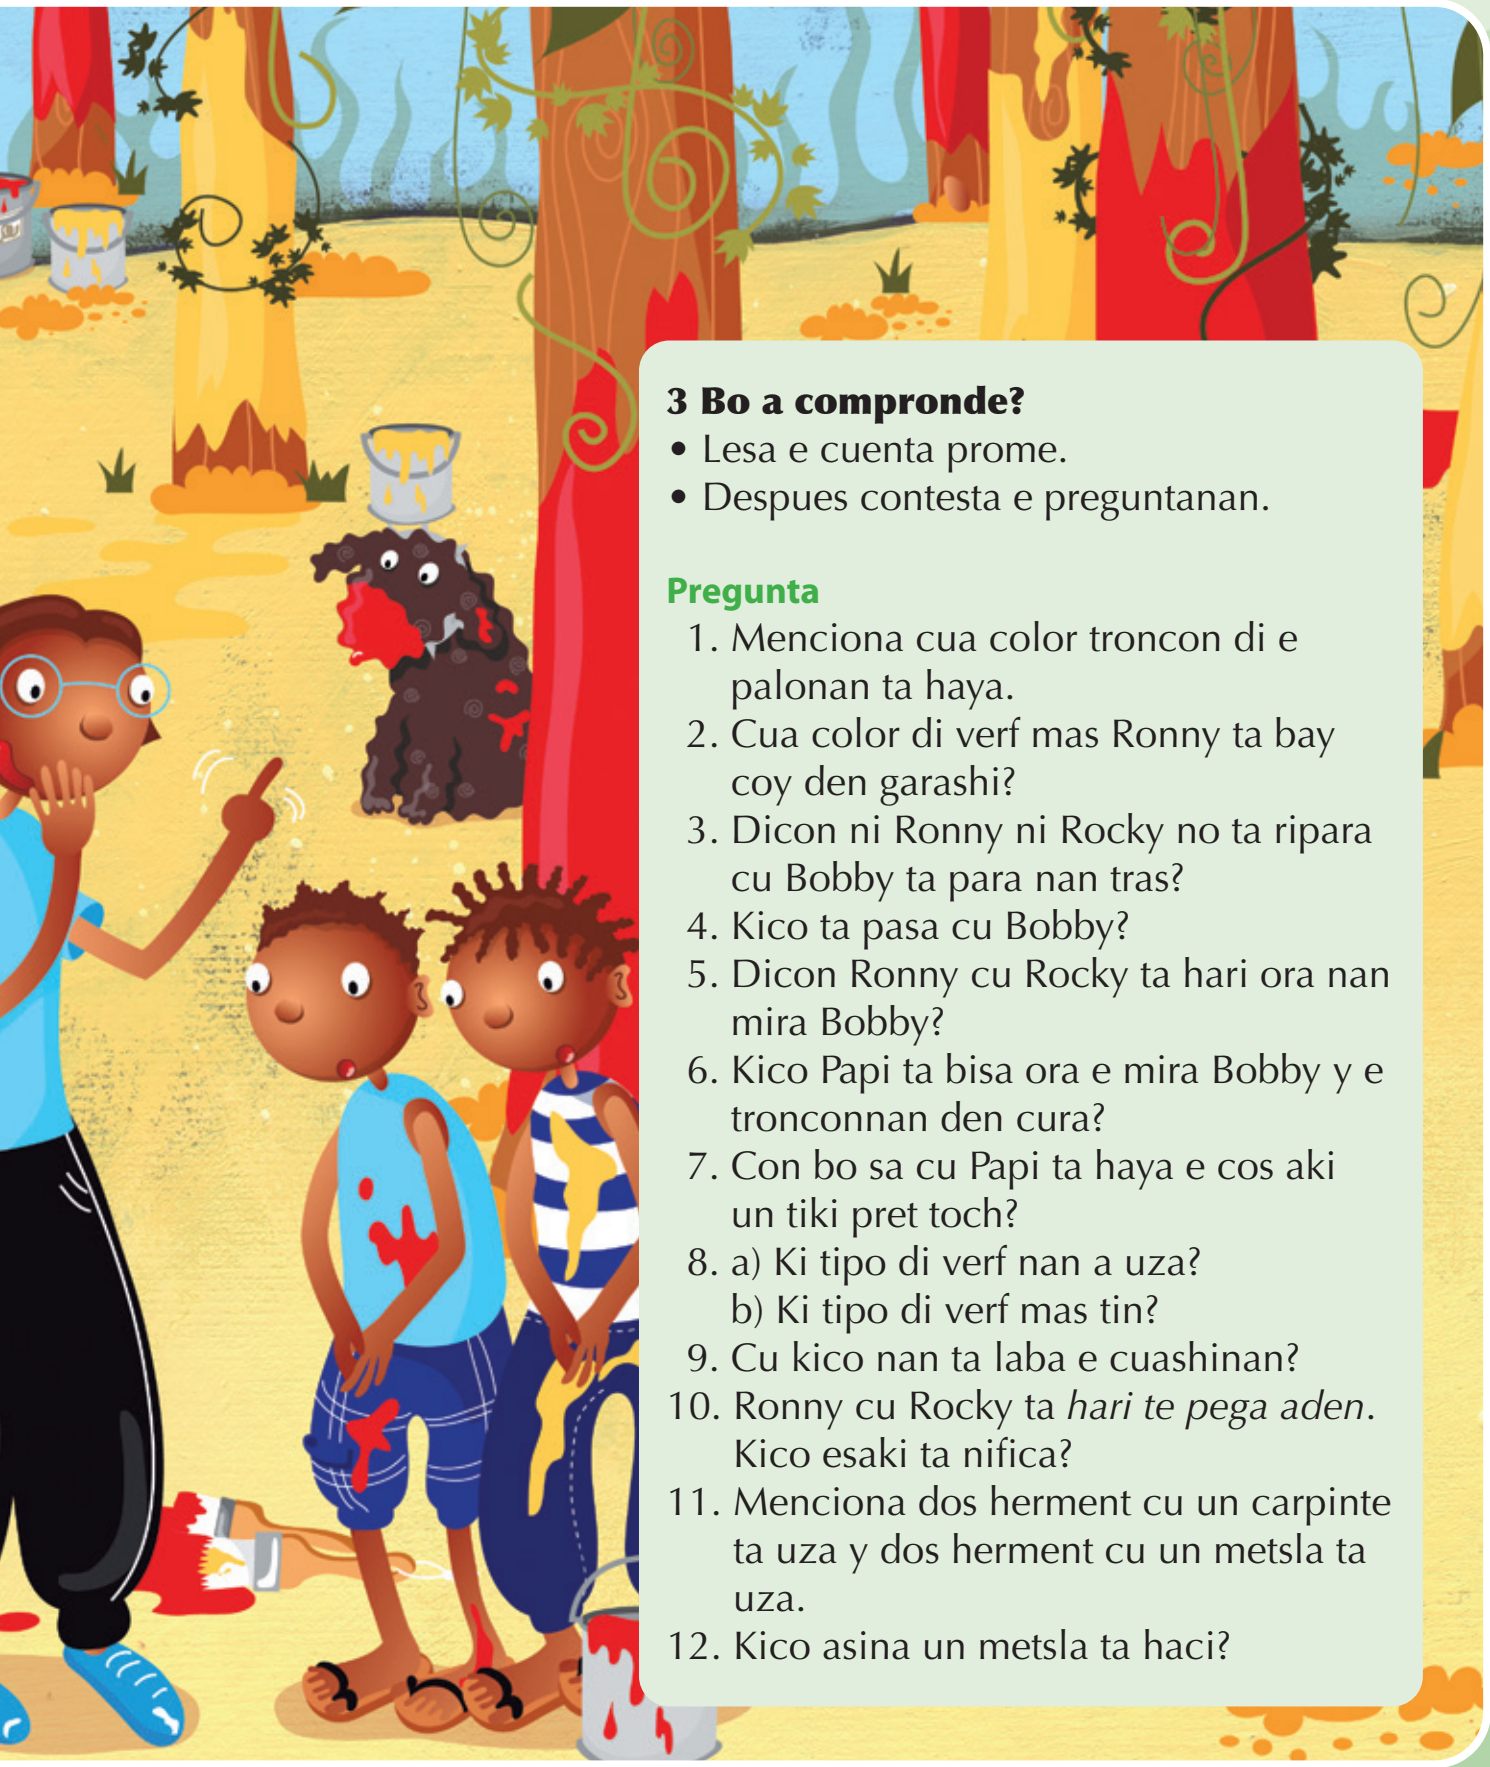 3 Bo a compronde?
• Lesa e cuenta prome.
• Despues contesta e preguntanan.
Pregunta
1. Menciona cua color troncon di e
palonan ta haya.
2. Cua color di verf mas Ronny ta bay
coy den garashi?
3. Dicon ni Ronny ni Rocky no ta ripara
cu Bobby ta para nan tras?
4. Kico ta pasa cu Bobby?
5. Dicon Ronny cu Rocky ta hari ora nan
mira Bobby?
6. Kico Papi ta bisa ora e mira Bobby y e
tronconnan den cura?
7. Con bo sa cu Papi ta haya e cos aki
un tiki pret toch?
8. a) Ki tipo di verf nan a uza?
b) Ki tipo di verf mas tin?
9. Cu kico nan ta laba e cuashinan?
10. Ronny cu Rocky ta hari te pega aden.
Kico esaki ta nifica?
11. Menciona dos herment cu un carpinte
ta uza y dos herment cu un metsla ta
uza.
12. Kico asina un metsla ta haci?